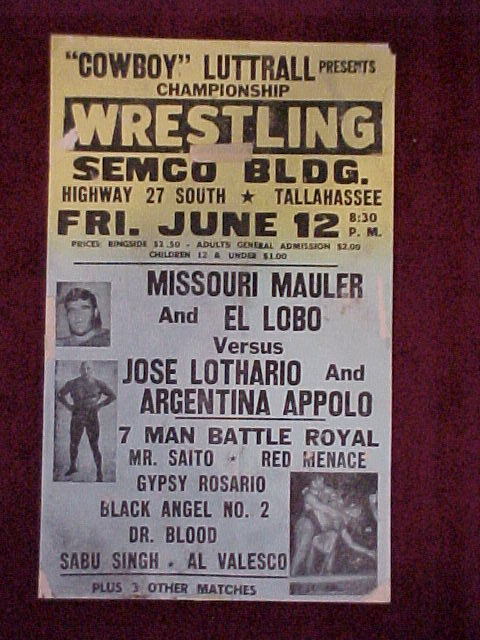 "COWBOY" LUTTRALL PRESENTS
CHAMPIONSHIP
WRESTLING
SEMCO BLDG.
HIGHWAY 27 SOUTH ★ TALLAHASSEE
FRI. JUNE 12 8:30 P. M.
PRICES: RINGSIDE $2.50 - ADULTS GENERAL ADMISSION $2.00
CHILDREN 12 & UNDER $1.00
MISSOURI MAULER
And EL LOBO
Versus
JOSE LOTHARIO And
ARGENTINA APPOLO
7 MAN BATTLE ROYAL
MR. SAITO ★ RED MENACE
GYPSY ROSARIO
BLACK ANGEL NO. 2
DR. BLOOD
SABU SINGH - AL VALESCO
PLUS 3 OTHER MATCHES